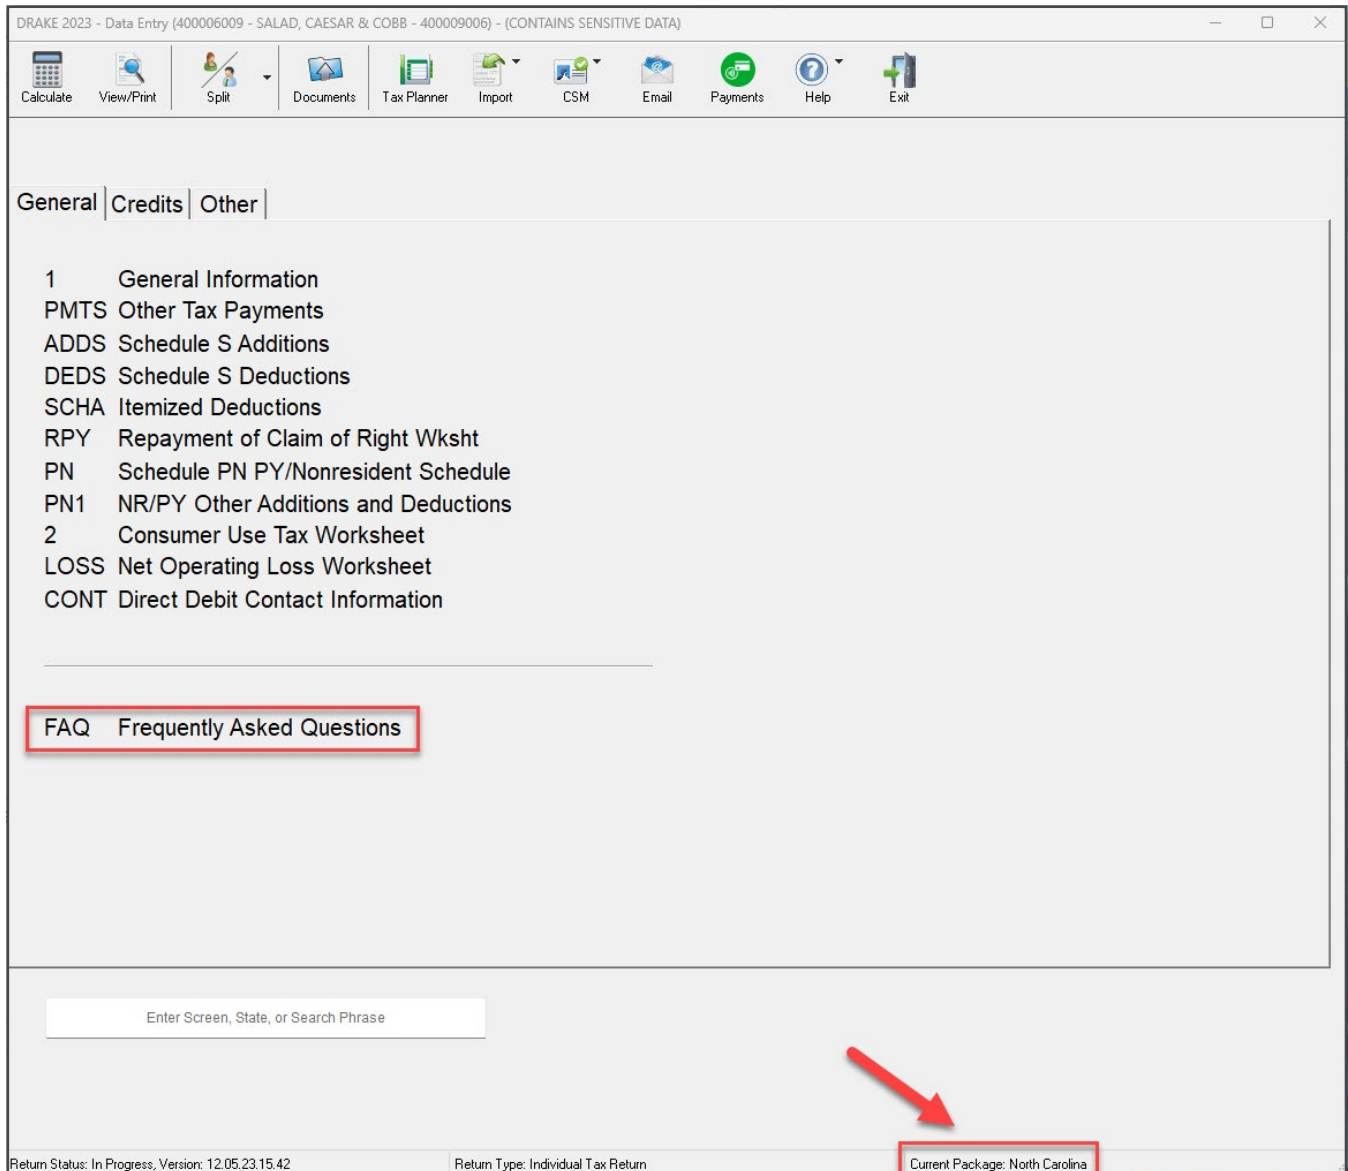 DRAKE 2023 - Data Entry (400006009 - SALAD, CAESAR & COBB - 400009006) - (CONTAINS SENSITIVE DATA)
Calculate View/Print Split Documents Tax Planner Import CSM Email Payments Help Exit
General Credits Other
1 General Information
PMTS Other Tax Payments
ADDS Schedule S Additions
DEDS Schedule S Deductions
SCHA Itemized Deductions
RPY Repayment of Claim of Right Wksht
PN Schedule PN PY/Nonresident Schedule
PN1 NR/PY Other Additions and Deductions
2 Consumer Use Tax Worksheet
LOSS Net Operating Loss Worksheet
CONT Direct Debit Contact Information
FAQ Frequently Asked Questions
Enter Screen, State, or Search Phrase
Return Status: In Progress, Version: 12.05.23.15.42 Return Type: Individual Tax Return Current Package: North Carolina